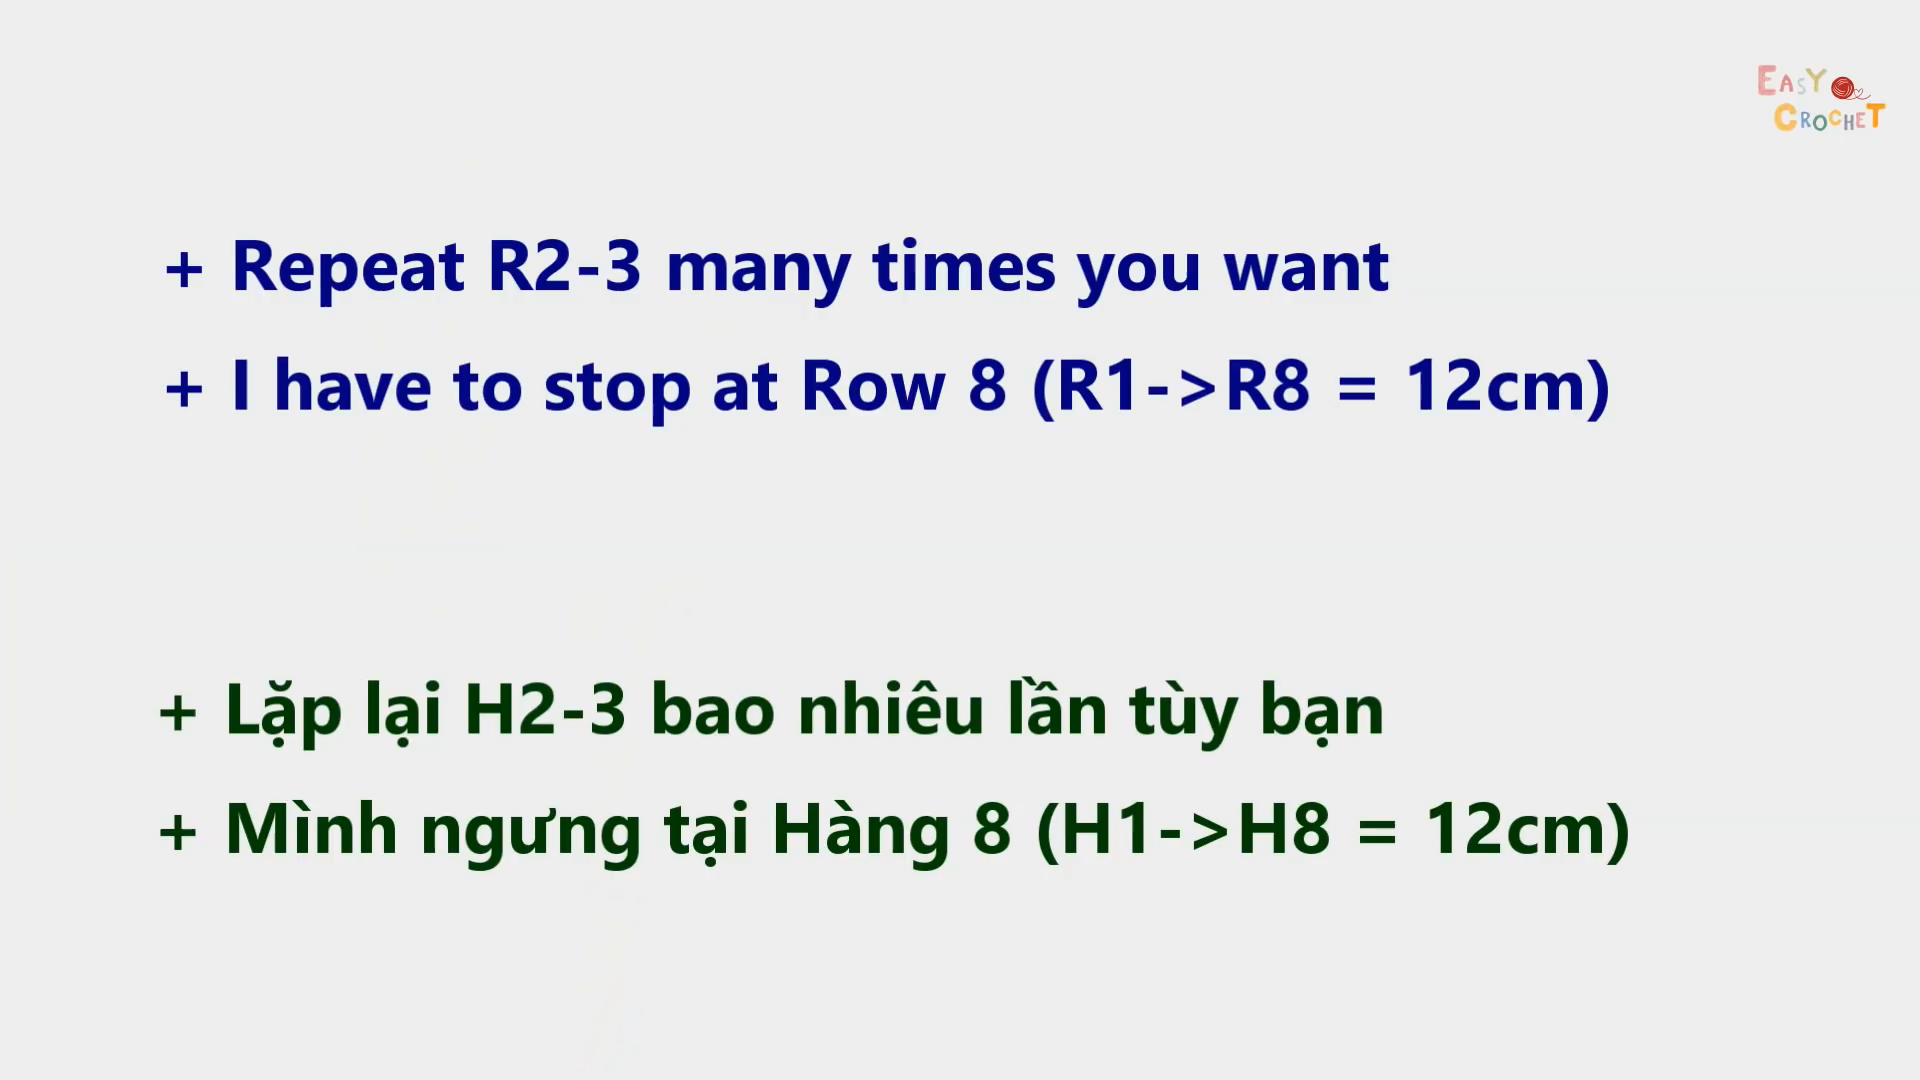 EASY
CROCHET
+ Repeat R2-3 many times you want
+ I have to stop at Row 8 (R1->R8 = 12cm)
+ Lặp lại H2-3 bao nhiêu lần tùy bạn
+ Mình ngưng tại Hàng 8 (H1->H8 = 12cm)